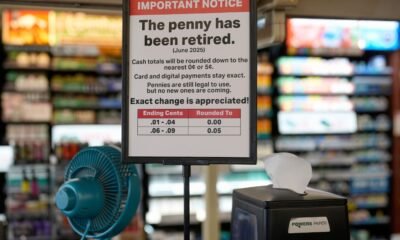 IMPORTANT NOTICE
The penny has
been retired.
(June 2025)
Cash totals will be rounded down to the
nearest 0¢ or 5¢.
Card and digital payments stay exact.
Pennies are still legal to use,
but no new ones are coming.
Exact change is appreciated!
Ending Cents Rounded To
.01 - .04 0.00
.06 - .09 0.05